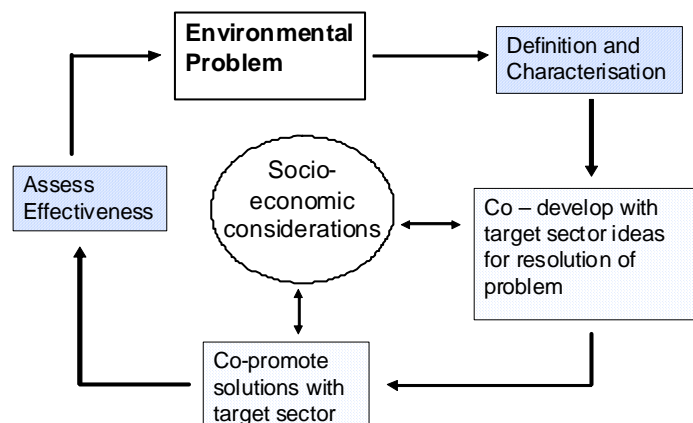 Environmental
Problem
Definition and
Characterisation
Socio-
economic
considerations
Assess
Effectiveness
Co – develop with
target sector ideas
for resolution of
problem
Co-promote
solutions with
target sector